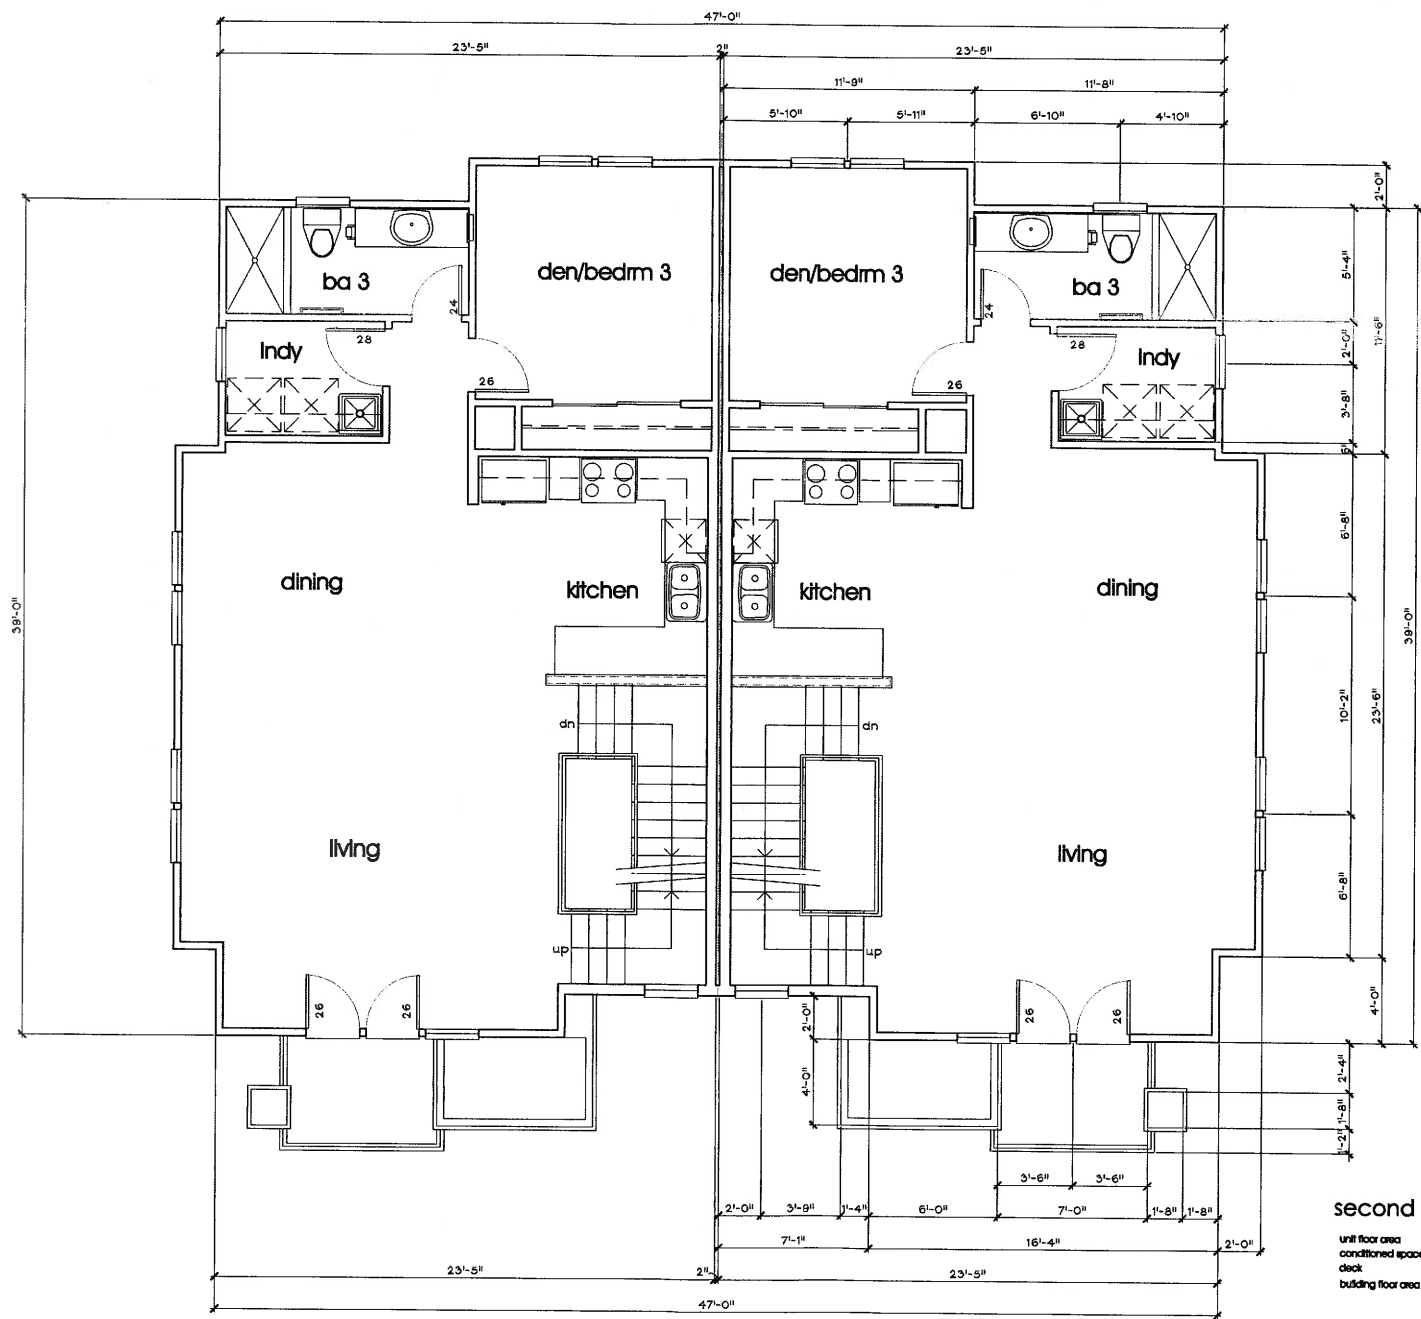 47'-0"
23'-5" 2" 23'-5"
11'-9" 11'-8"
5'-10" 5'-11" 6'-10" 4'-10"
2'-0"
ba 3 den/bedrm 3 den/bedrm 3 ba 3
5'-4"
24 24
28 28
lndy lndy
2'-0" 11'-6"
26 26
3'-8"
6"
6'-8"
dining kitchen kitchen dining
39'-0" 39'-0"
10'-2" 23'-6"
dn dn
living living
6'-8"
up up
26 26 26 26
2'-0" 4'-0"
4'-0" 2'-4"
1'-8"
1'-2"
3'-6" 3'-6"
2'-0" 3'-9" 1'-4" 6'-0" 7'-0" 1'-8" 1'-8"
second
7'-1" 16'-4" 2'-0"
unit floor area
conditioned space
deck
building floor area
23'-5" 2" 23'-5"
47'-0"